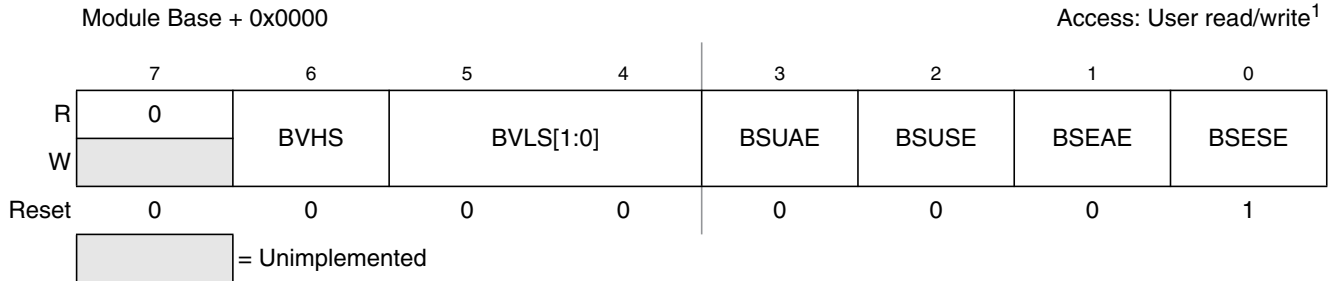 Module Base + 0x0000 Access: User read/write1
7 6 5 4 3 2 1 0
R 0 BVHS BVLS[1:0] BSUAE BSUSE BSEAE BSESE
W
Reset 0 0 0 0 0 0 0 1
= Unimplemented